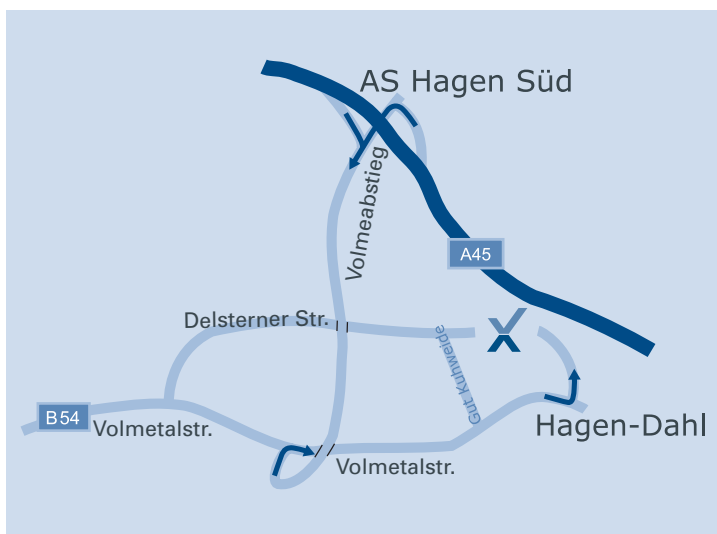 AS Hagen Süd
Volmeabstieg
A45
Delsterner Str.
Gut Kuhweide
B54
Volmetalstr.
Hagen-Dahl
Volmetalstr.